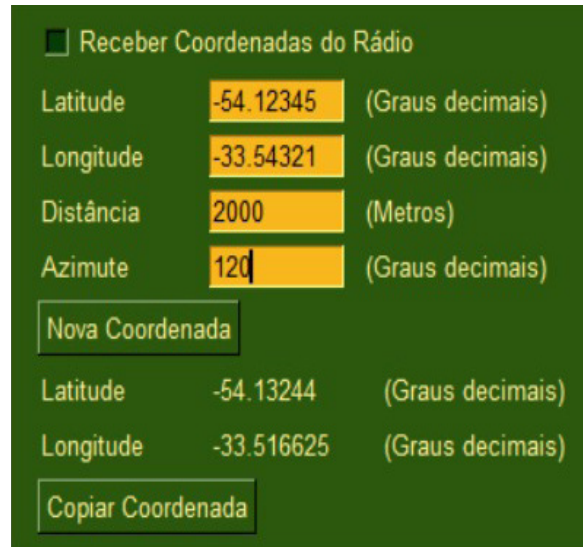 Receber Coordenadas do Rádio
Latitude -54.12345 (Graus decimais)
Longitude -33.54321 (Graus decimais)
Distância 2000 (Metros)
Azimute 120 (Graus decimais)
Nova Coordenada
Latitude -54.13244 (Graus decimais)
Longitude -33.516625 (Graus decimais)
Copiar Coordenada